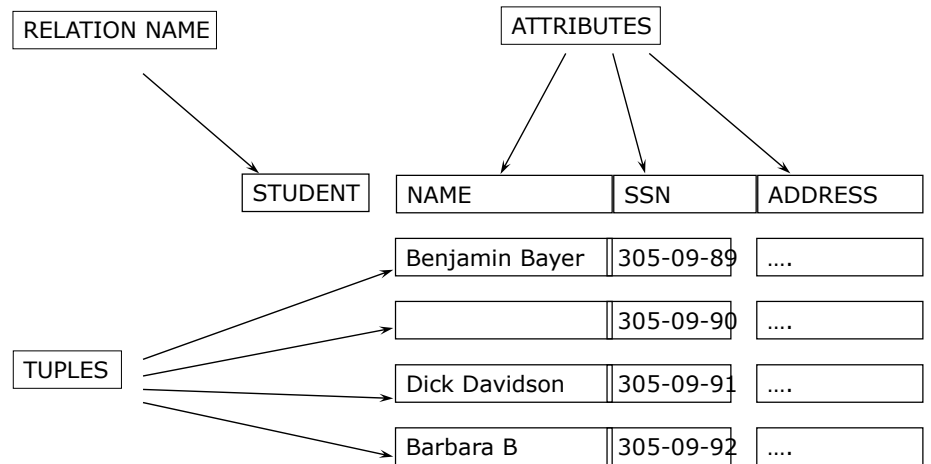 RELATION NAME
ATTRIBUTES
STUDENT
NAME SSN ADDRESS
Benjamin Bayer 305-09-89 ….
305-09-90 ….
TUPLES
Dick Davidson 305-09-91 ….
Barbara B 305-09-92 ….